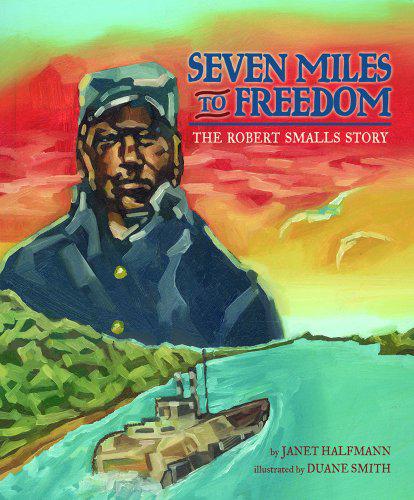 SEVEN MILES
TO FREEDOM
THE ROBERT SMALLS STORY
by JANET HALFMANN
illustrated by DUANE SMITH